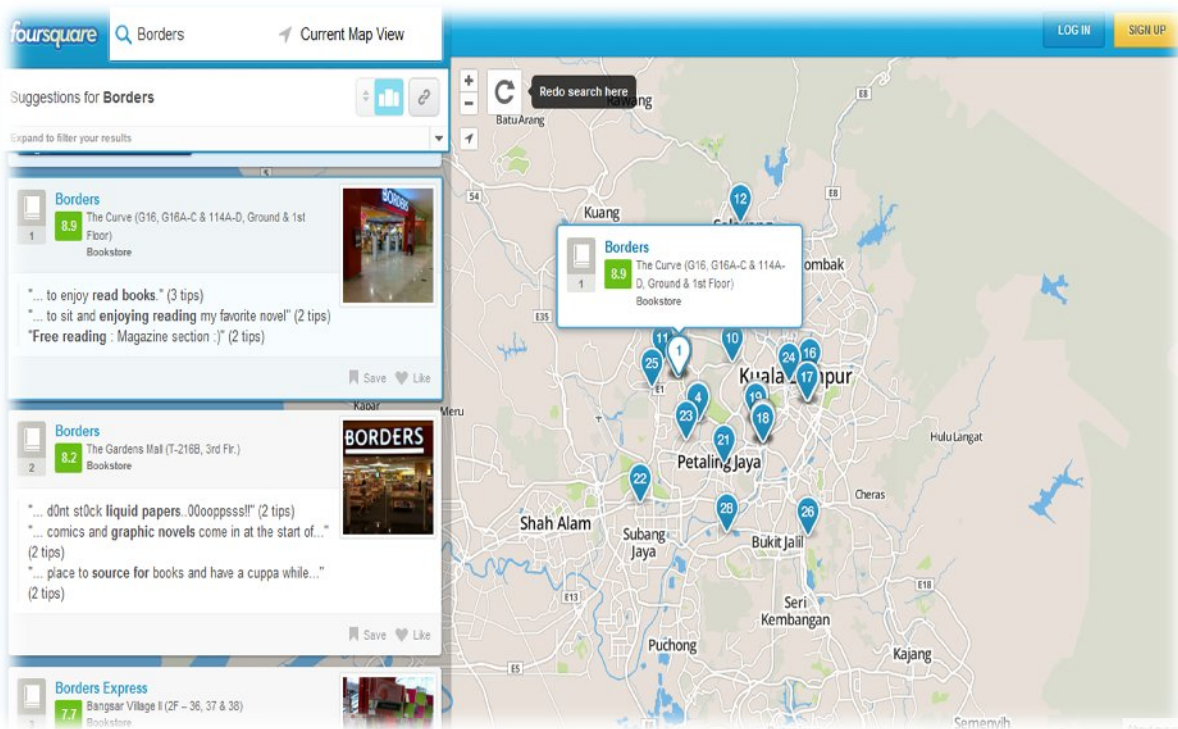 foursquare
Borders
Current Map View
LOG IN
SIGN UP
Suggestions for Borders
Expand to filter your results
Borders
8.9
The Curve (G16, G16A-C & 114A-D, Ground & 1st
Floor)
Bookstore
1
BORDERS
"... to enjoy read books." (3 tips)
"... to sit and enjoying reading my favorite novel" (2 tips)
"Free reading : Magazine section :)" (2 tips)
Save
Like
Borders
8.2
The Gardens Mall (T-216B, 3rd Flr.)
Bookstore
2
BORDERS
"... d0nt st0ck liquid papers..00ooppsss!!" (2 tips)
"... comics and graphic novels come in at the start of..."
(2 tips)
"... place to source for books and have a cuppa while..."
(2 tips)
Save
Like
Borders Express
7.7
Bangsar Village II (2F – 36, 37 & 38)
Bookstore
3
+
-
Redo search here
Rawang
Batu Arang
E8
54
Kuang
12
E8
Borders
8.9
The Curve (G16, G16A-C & 114A-
D, Ground & 1st Floor)
Bookstore
1
ombak
E35
11
1
10
24
16
25
E1
Kuala Lumpur
17
Kapar
Meru
4
19
23
18
21
Hulu Langat
Petaling Jaya
22
Cheras
28
26
Shah Alam
Subang
Jaya
Bukit Jalil
E13
E18
Seri
Kembangan
Puchong
Kajang
E5
E6
Semenyih